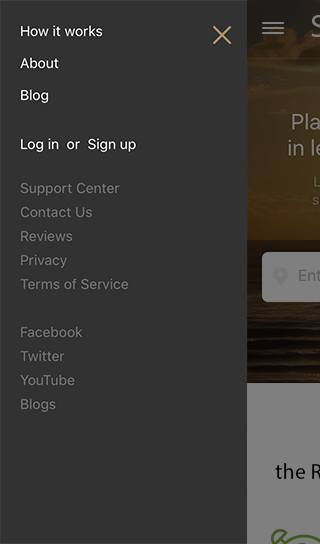 How it works
About
Blog
Log in or Sign up
Support Center
Contact Us
Reviews
Privacy
Terms of Service
Facebook
Twitter
YouTube
Blogs
S
Pla
in le
L
s
Ent
the R